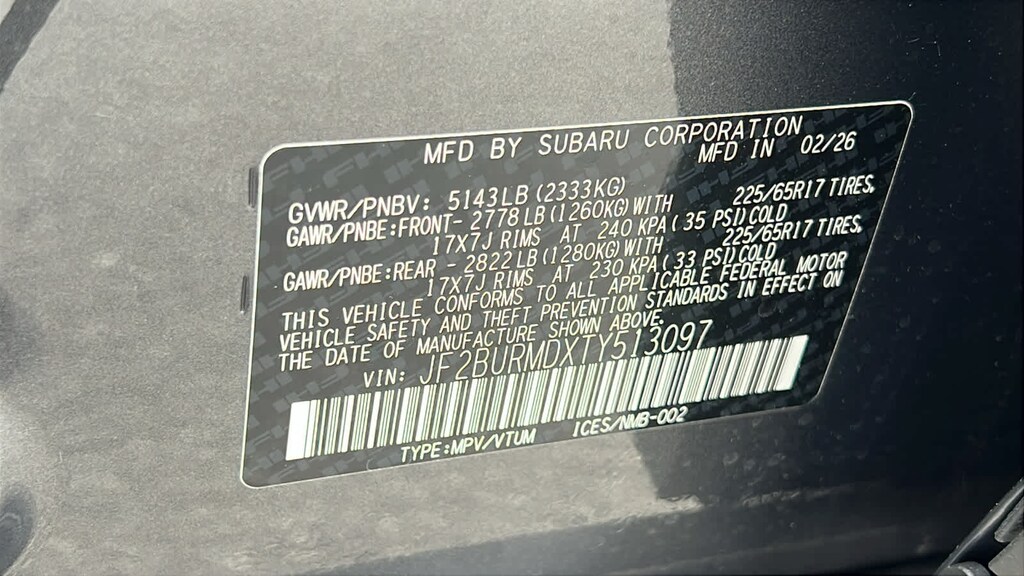 MFD BY SUBARU CORPORATION
MFD IN 02/26
GVWR/PNBV: 5143LB(2333KG)
GAWR/PNBE:FRONT- 2778LB(1260KG)WITH 225/65R17 TIRES,
17x7J RIMS AT 240 KPA( 35 PSI)COLD
GAWR/PNBE:REAR - 2822LB(1280KG)WITH 225/65R17 TIRES,
17x7J RIMS AT 230 KPA( 33 PSI)COLD
THIS VEHICLE CONFORMS TO ALL APPLICABLE FEDERAL MOTOR
VEHICLE SAFETY AND THEFT PREVENTION STANDARDS IN EFFECT ON
THE DATE OF MANUFACTURE SHOWN ABOVE.
VIN: JF2BURMDXTY513097
TYPE:MPV/VTUM ICES/NMB-002